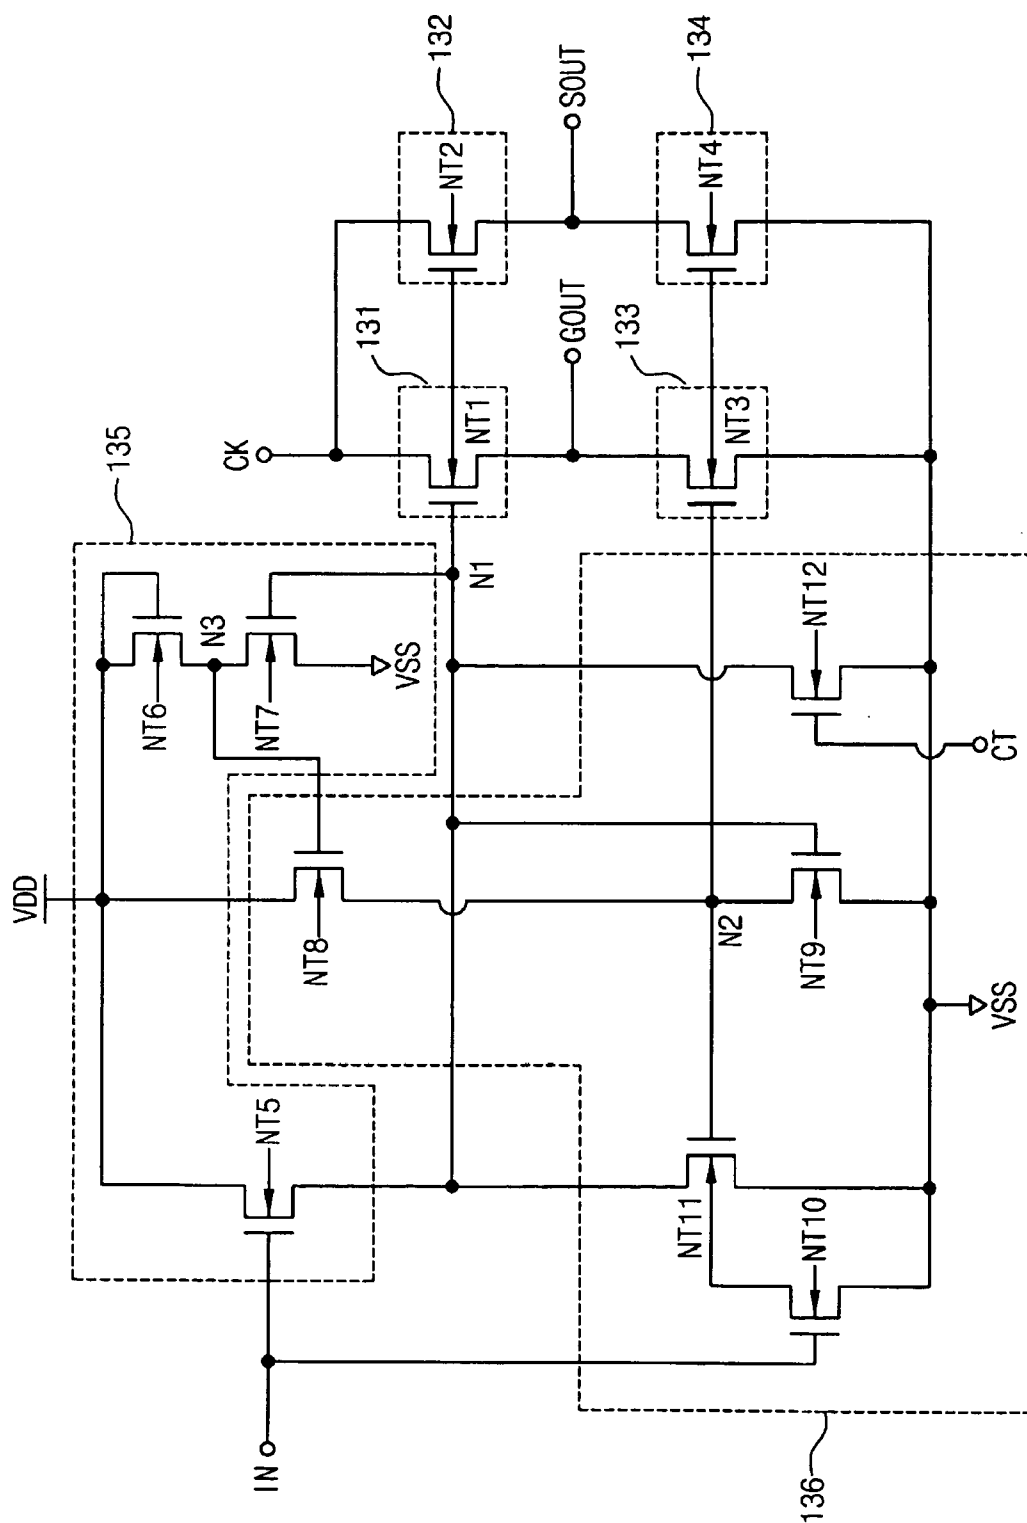 VDD
135
NT6
N3
NT7
VSS
NT5
NT8
IN
CK
131
132
NT1
NT2
N1
GOUT
SOUT
133
134
NT3
NT4
N2
NT11
NT10
NT9
NT12
CT
VSS
136